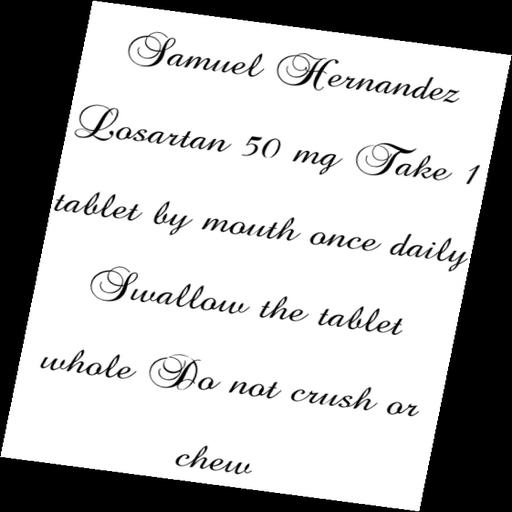 Samuel Hernandez
Losartan 50 mg Take 1
tablet by mouth once daily
Swallow the tablet
whole Do not crush or
chew